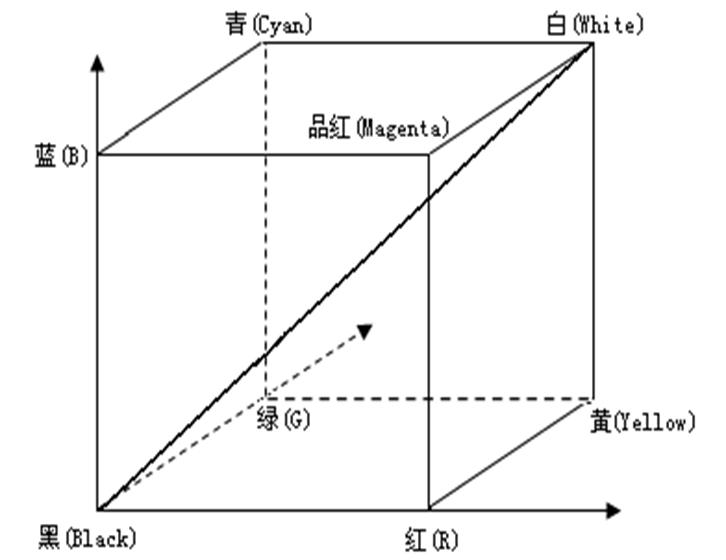 青(Cyan)
白(White)
品红(Magenta)
蓝(B)
绿(G)
黄(Yellow)
黑(Black)
红(R)